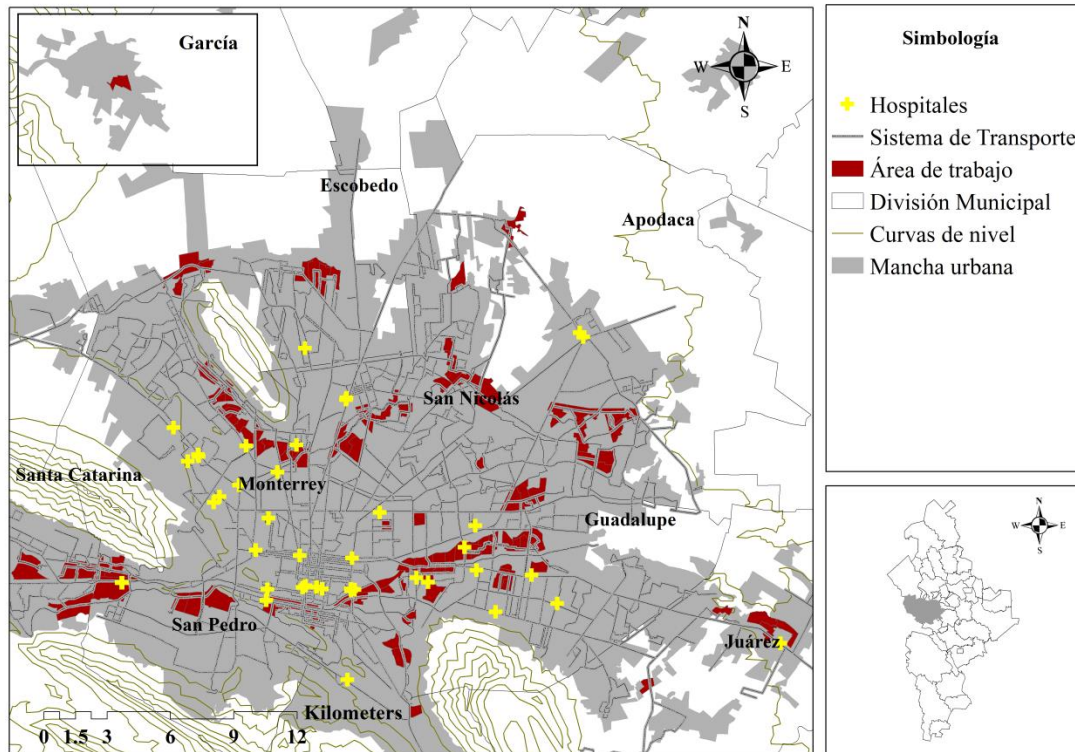 García
N
W E
S
Escobedo
Apodaca
San Nicolás
Santa Catarina
Monterrey
Guadalupe
San Pedro
Juárez
Kilometers
0 1.5 3 6 9 12
Simbología
Hospitales
Sistema de Transporte
Área de trabajo
División Municipal
Curvas de nivel
Mancha urbana
N
W E
S